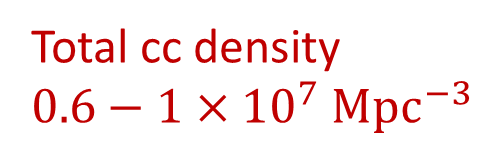 Total cc density
0.6 − 1 × 10⁷ Mpc⁻³